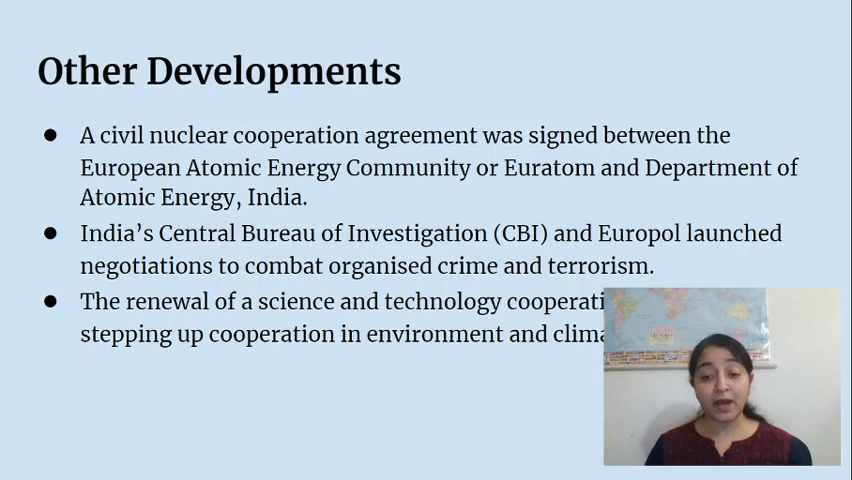 Other Developments
● A civil nuclear cooperation agreement was signed between the
European Atomic Energy Community or Euratom and Department of
Atomic Energy, India.
● India’s Central Bureau of Investigation (CBI) and Europol launched
negotiations to combat organised crime and terrorism.
● The renewal of a science and technology
stepping up cooperation in environment and